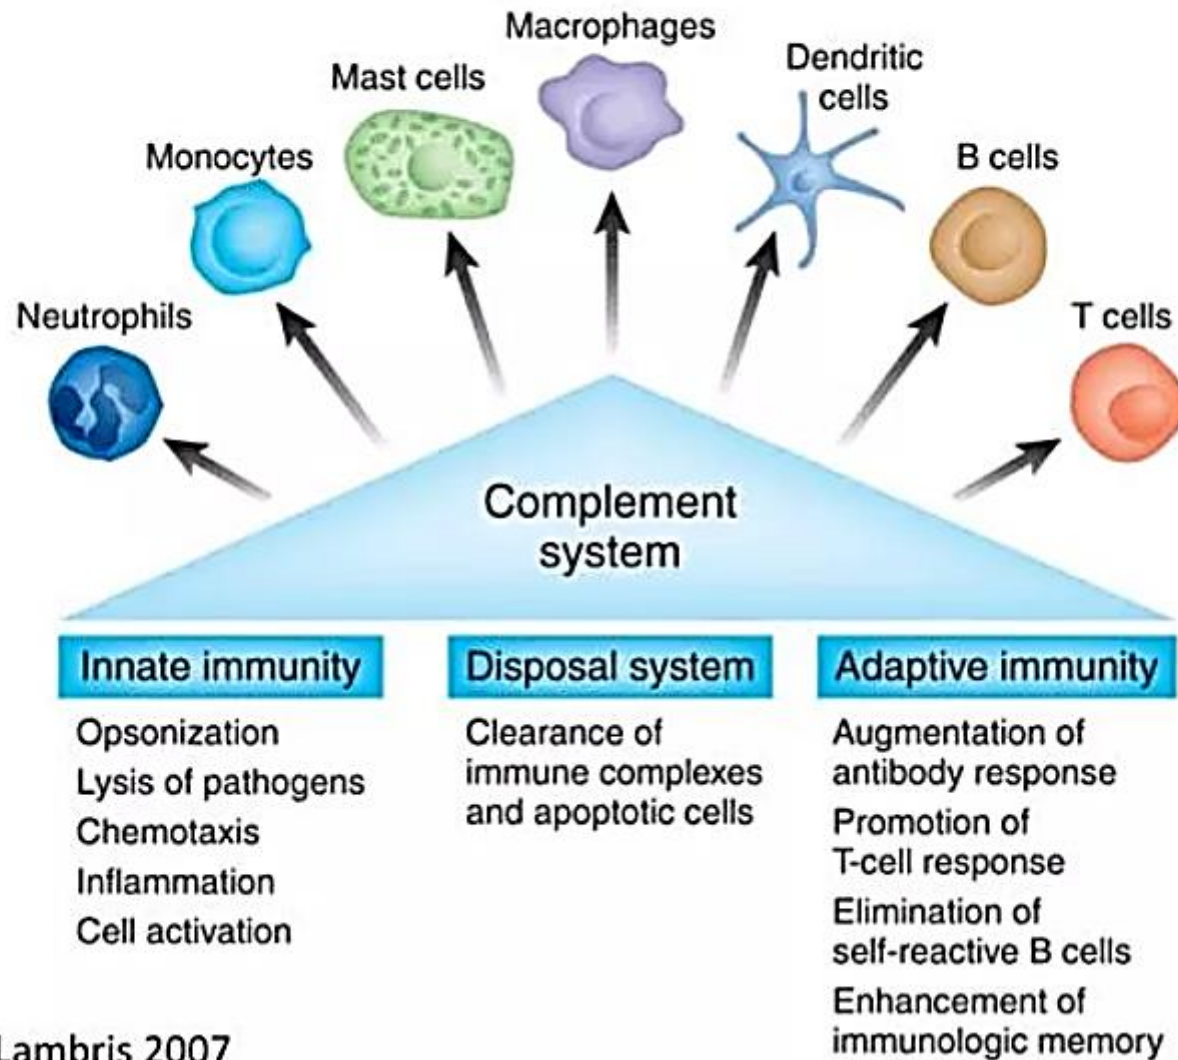 Macrophages
Mast cells
Dendritic
cells
Monocytes
B cells
Neutrophils
T cells
Complement
system
Innate immunity
Opsonization
Lysis of pathogens
Chemotaxis
Inflammation
Cell activation
Disposal system
Clearance of
immune complexes
and apoptotic cells
Adaptive immunity
Augmentation of
antibody response
Promotion of
T-cell response
Elimination of
self-reactive B cells
Enhancement of
immunologic memory
Lambris 2007